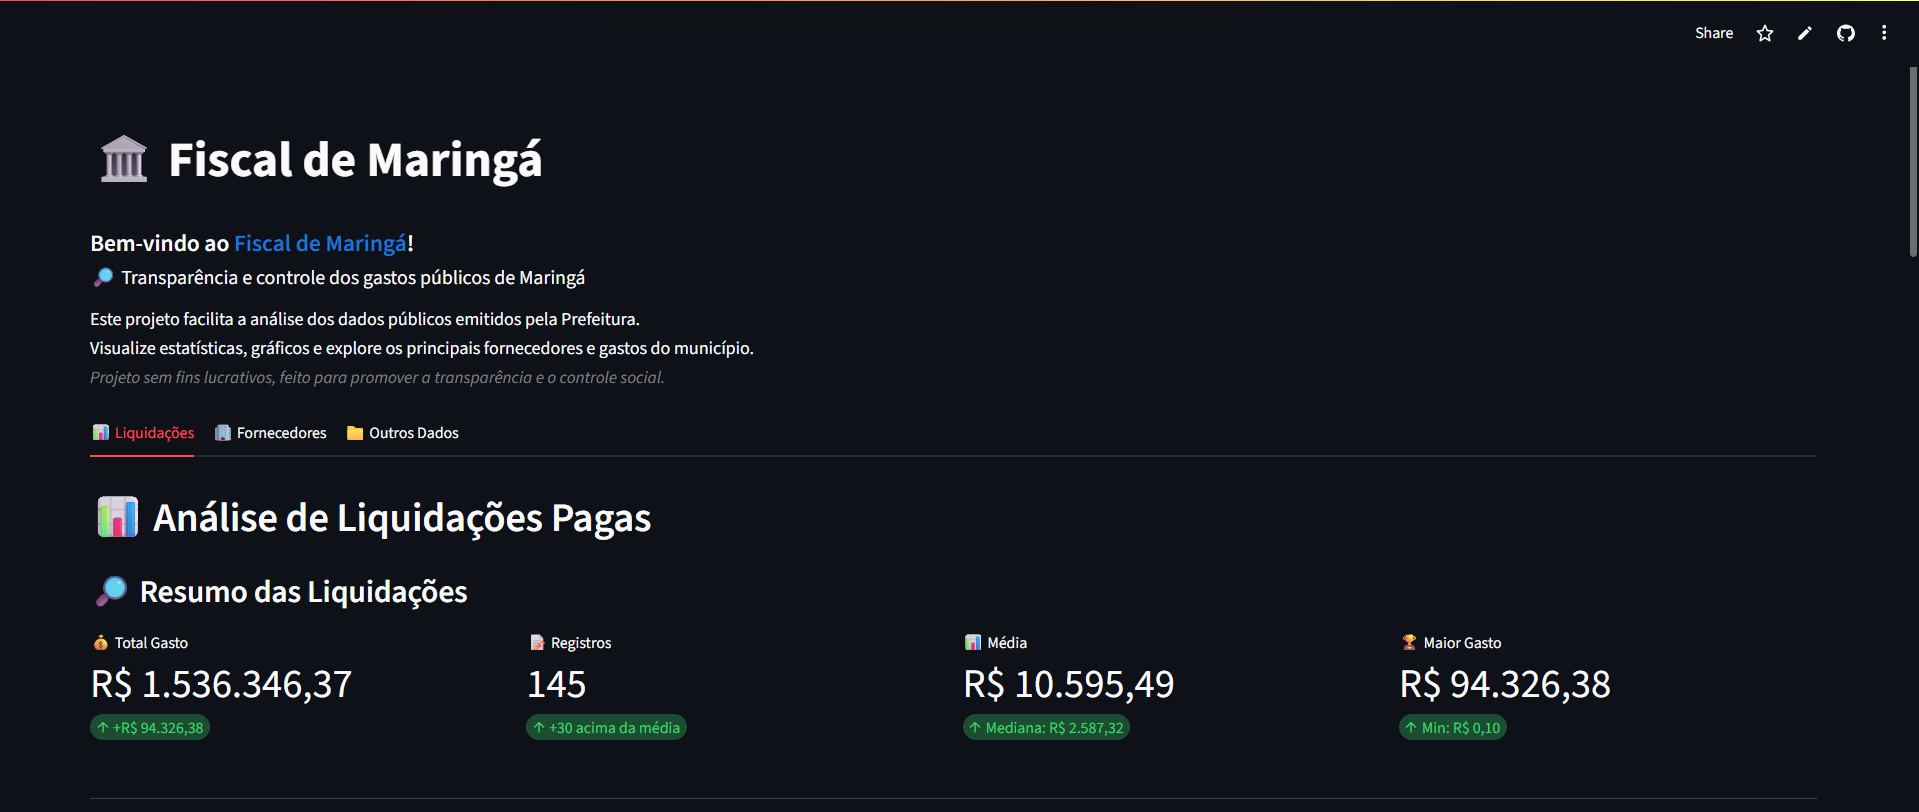 Share
Fiscal de Maringá
Bem-vindo ao Fiscal de Maringá!
Transparência e controle dos gastos públicos de Maringá
Este projeto facilita a análise dos dados públicos emitidos pela Prefeitura.
Visualize estatísticas, gráficos e explore os principais fornecedores e gastos do município.
Projeto sem fins lucrativos, feito para promover a transparência e o controle social.
Liquidações Fornecedores Outros Dados
Análise de Liquidações Pagas
Resumo das Liquidações
Total Gasto
R$ 1.536.346,37
↑ +R$ 94.326,38
Registros
145
↑ +30 acima da média
Média
R$ 10.595,49
↑ Mediana: R$ 2.587,32
Maior Gasto
R$ 94.326,38
↑ Min: R$ 0,10